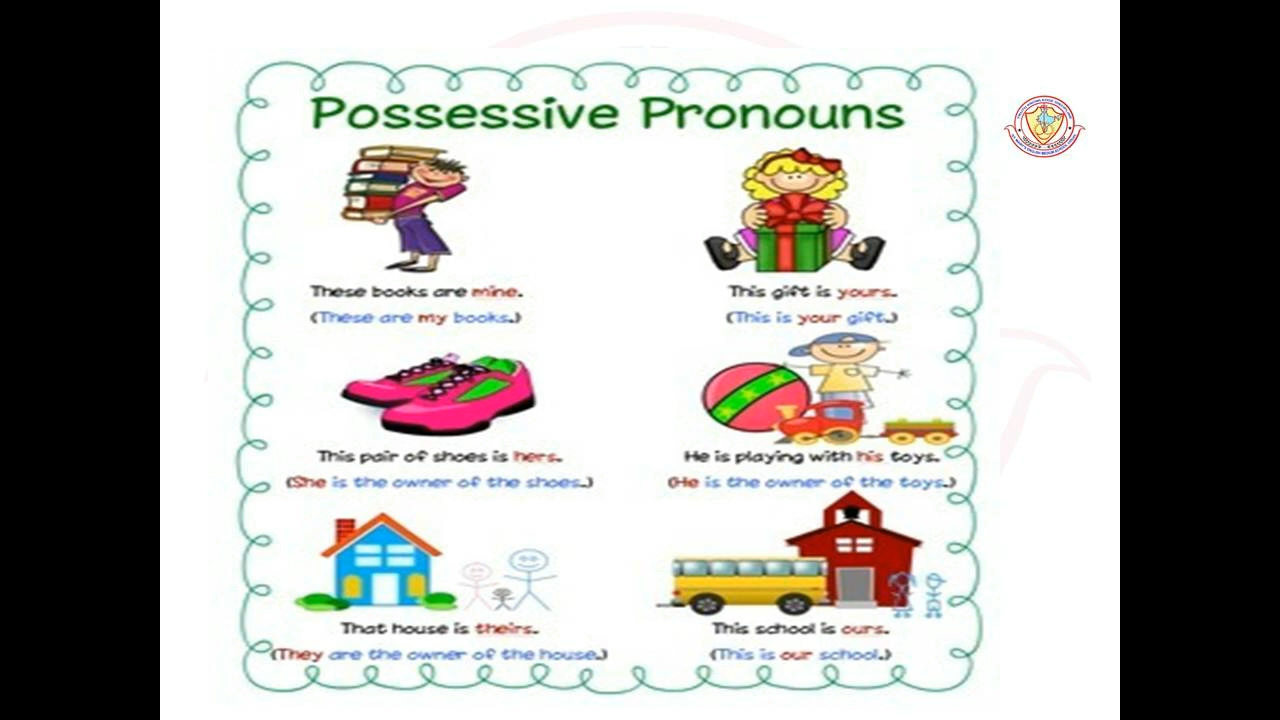 Possessive Pronouns
These books are mine.
(These are my books.)
This gift is yours.
(This is your gift.)
This pair of shoes is hers.
(She is the owner of the shoes.)
He is playing with his toys.
(He is the owner of the toys.)
That house is theirs.
(They are the owner of the house.)
This school is ours.
(This is our school.)